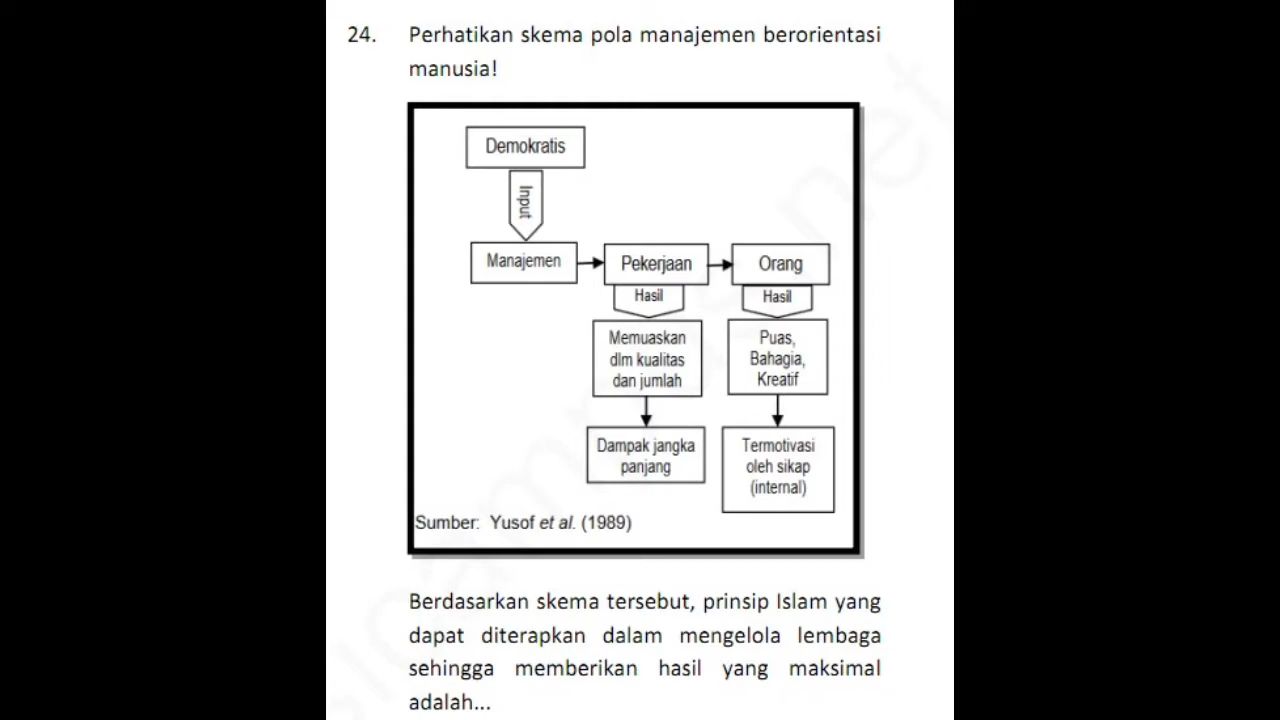 24. Perhatikan skema pola manajemen berorientasi
manusia!
Demokratis
Input
Manajemen
Pekerjaan
Orang
Hasil
Hasil
Memuaskan
dlm kualitas
dan jumlah
Puas,
Bahagia,
Kreatif
Dampak jangka
panjang
Termotivasi
oleh sikap
(internal)
Sumber: Yusof et al. (1989)
Berdasarkan skema tersebut, prinsip Islam yang
dapat diterapkan dalam mengelola lembaga
sehingga memberikan hasil yang maksimal
adalah...